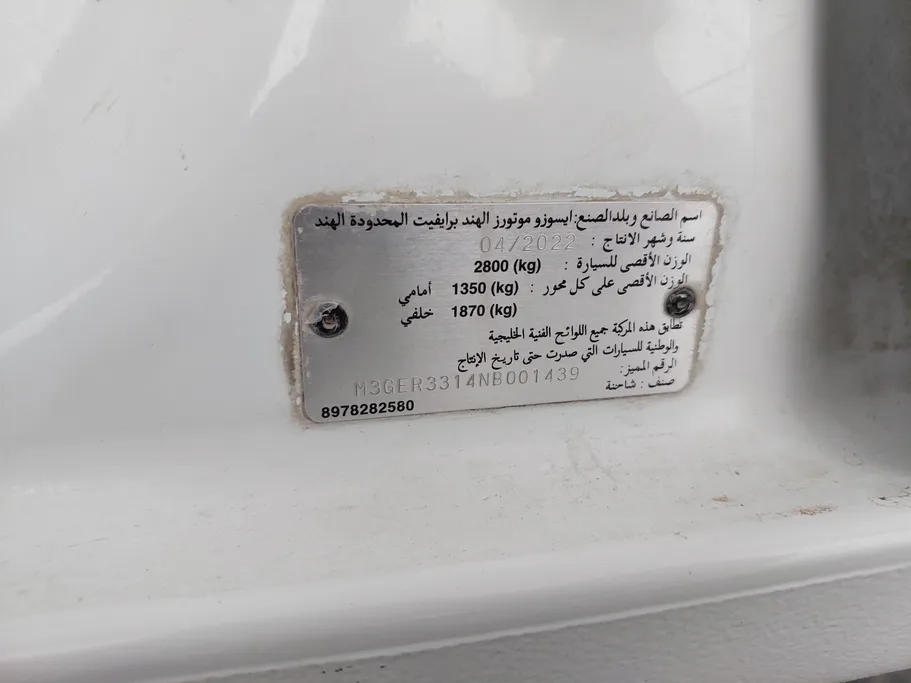 اسم الصانع وبلدالصنع: ايسوزو موتورز الهند برايفيت المحدودة الهند
سنة وشهر الانتاج : 04/2022
الوزن الأقصى للسيارة : 2800 (kg)
الوزن الأقصى على كل محور : 1350 (kg) أمامي
1870 (kg) خلفي
تطابق هذه المركبة جميع اللوائح الفنية الخليجية
والوطنية للسيارات التي صدرت حتى تاريخ الإنتاج
الرقم المميز: M3GER3314NB001439
صنف : شاحنة
8978282580